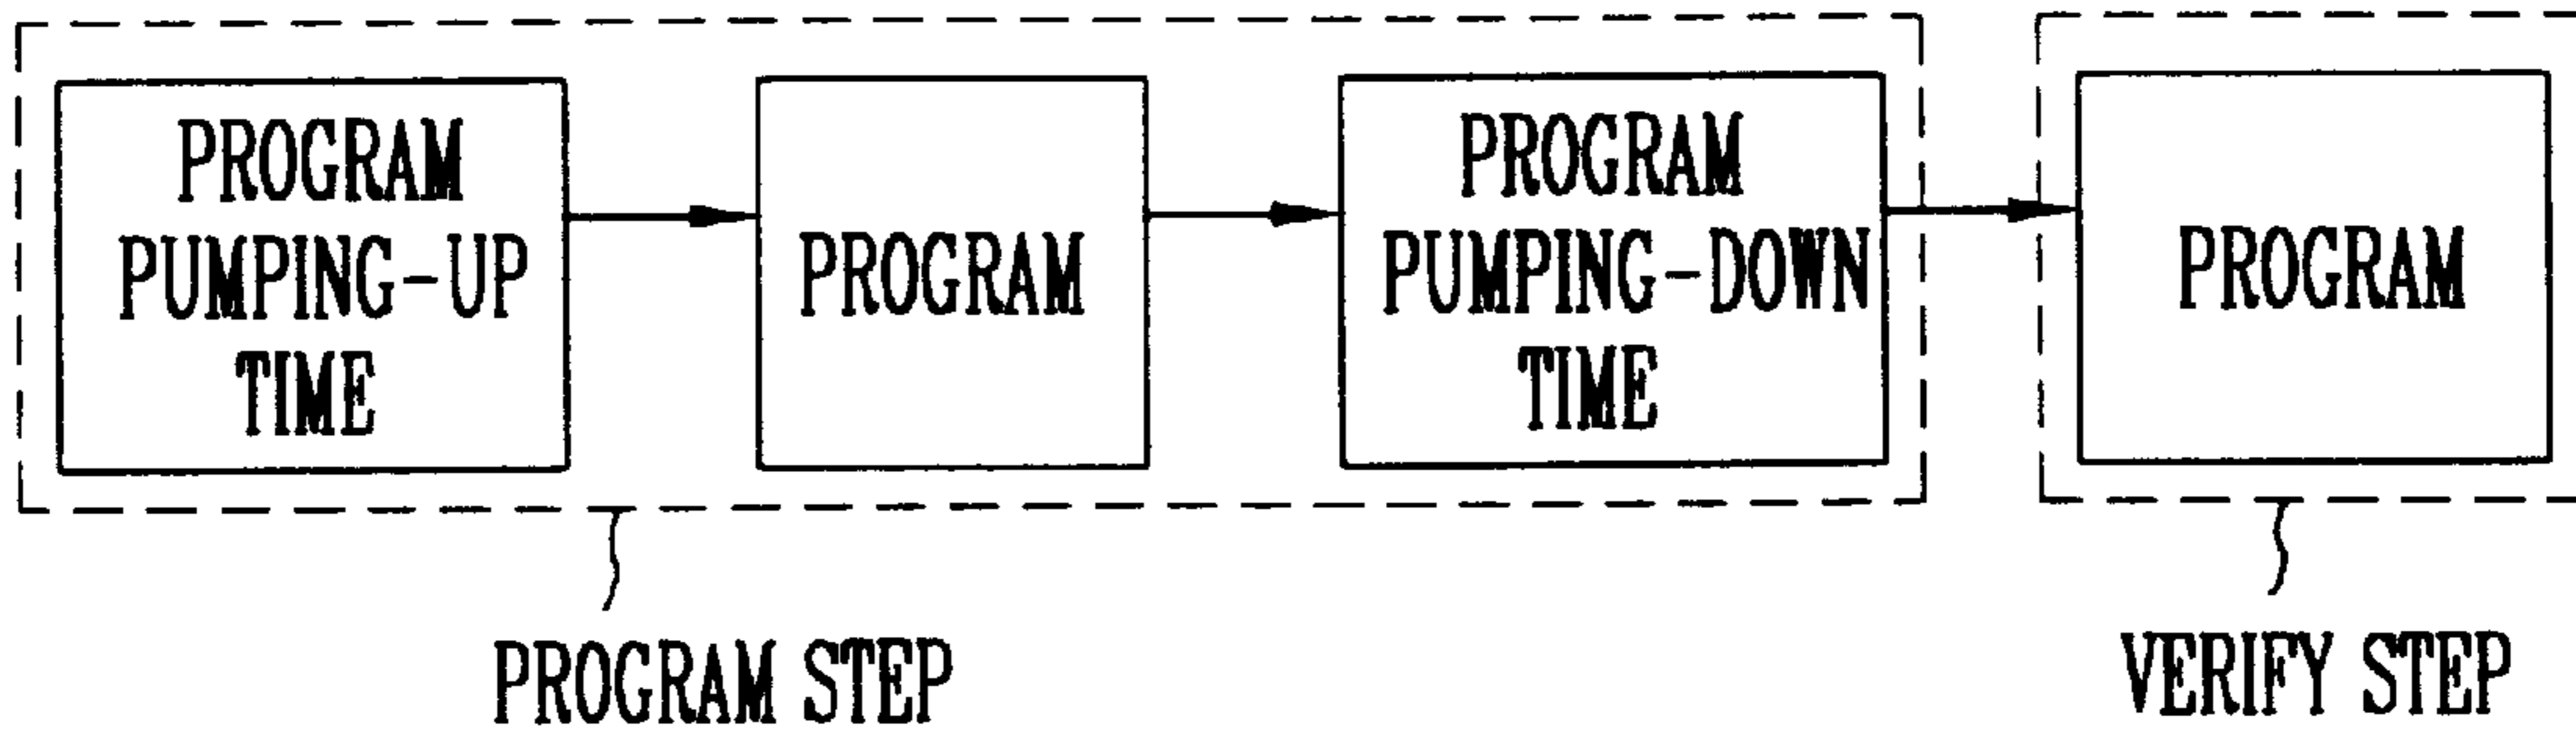 PROGRAM
PUMPING-UP
TIME
PROGRAM
PROGRAM
PUMPING-DOWN
TIME
PROGRAM
PROGRAM STEP
VERIFY STEP